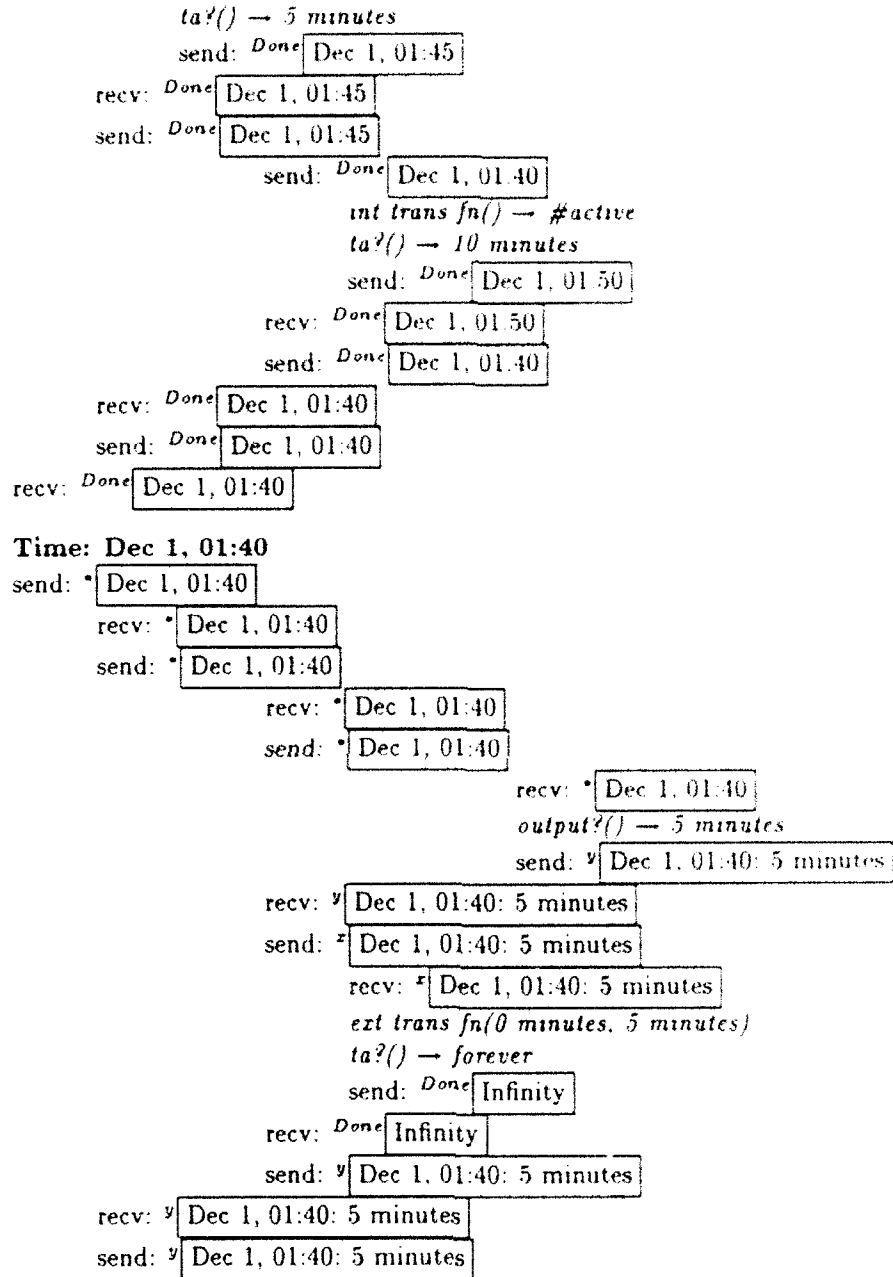 ta?() → 5 minutes
send: Done Dec 1, 01:45
recv: Done Dec 1, 01:45
send: Done Dec 1, 01:45
send: Done Dec 1, 01:40
int trans fn() → #active
ta?() → 10 minutes
send: Done Dec 1, 01:50
recv: Done Dec 1, 01:50
send: Done Dec 1, 01:40
recv: Done Dec 1, 01:40
send: Done Dec 1, 01:40
recv: Done Dec 1, 01:40
Time: Dec 1, 01:40
send: * Dec 1, 01:40
recv: * Dec 1, 01:40
send: * Dec 1, 01:40
recv: * Dec 1, 01:40
send: * Dec 1, 01:40
recv: * Dec 1, 01:40
output?() → 5 minutes
send: y Dec 1, 01:40: 5 minutes
recv: y Dec 1, 01:40: 5 minutes
send: x Dec 1, 01:40: 5 minutes
recv: x Dec 1, 01:40: 5 minutes
ext trans fn(0 minutes, 5 minutes)
ta?() → forever
send: Done Infinity
recv: Done Infinity
send: y Dec 1, 01:40: 5 minutes
recv: y Dec 1, 01:40: 5 minutes
send: y Dec 1, 01:40: 5 minutes